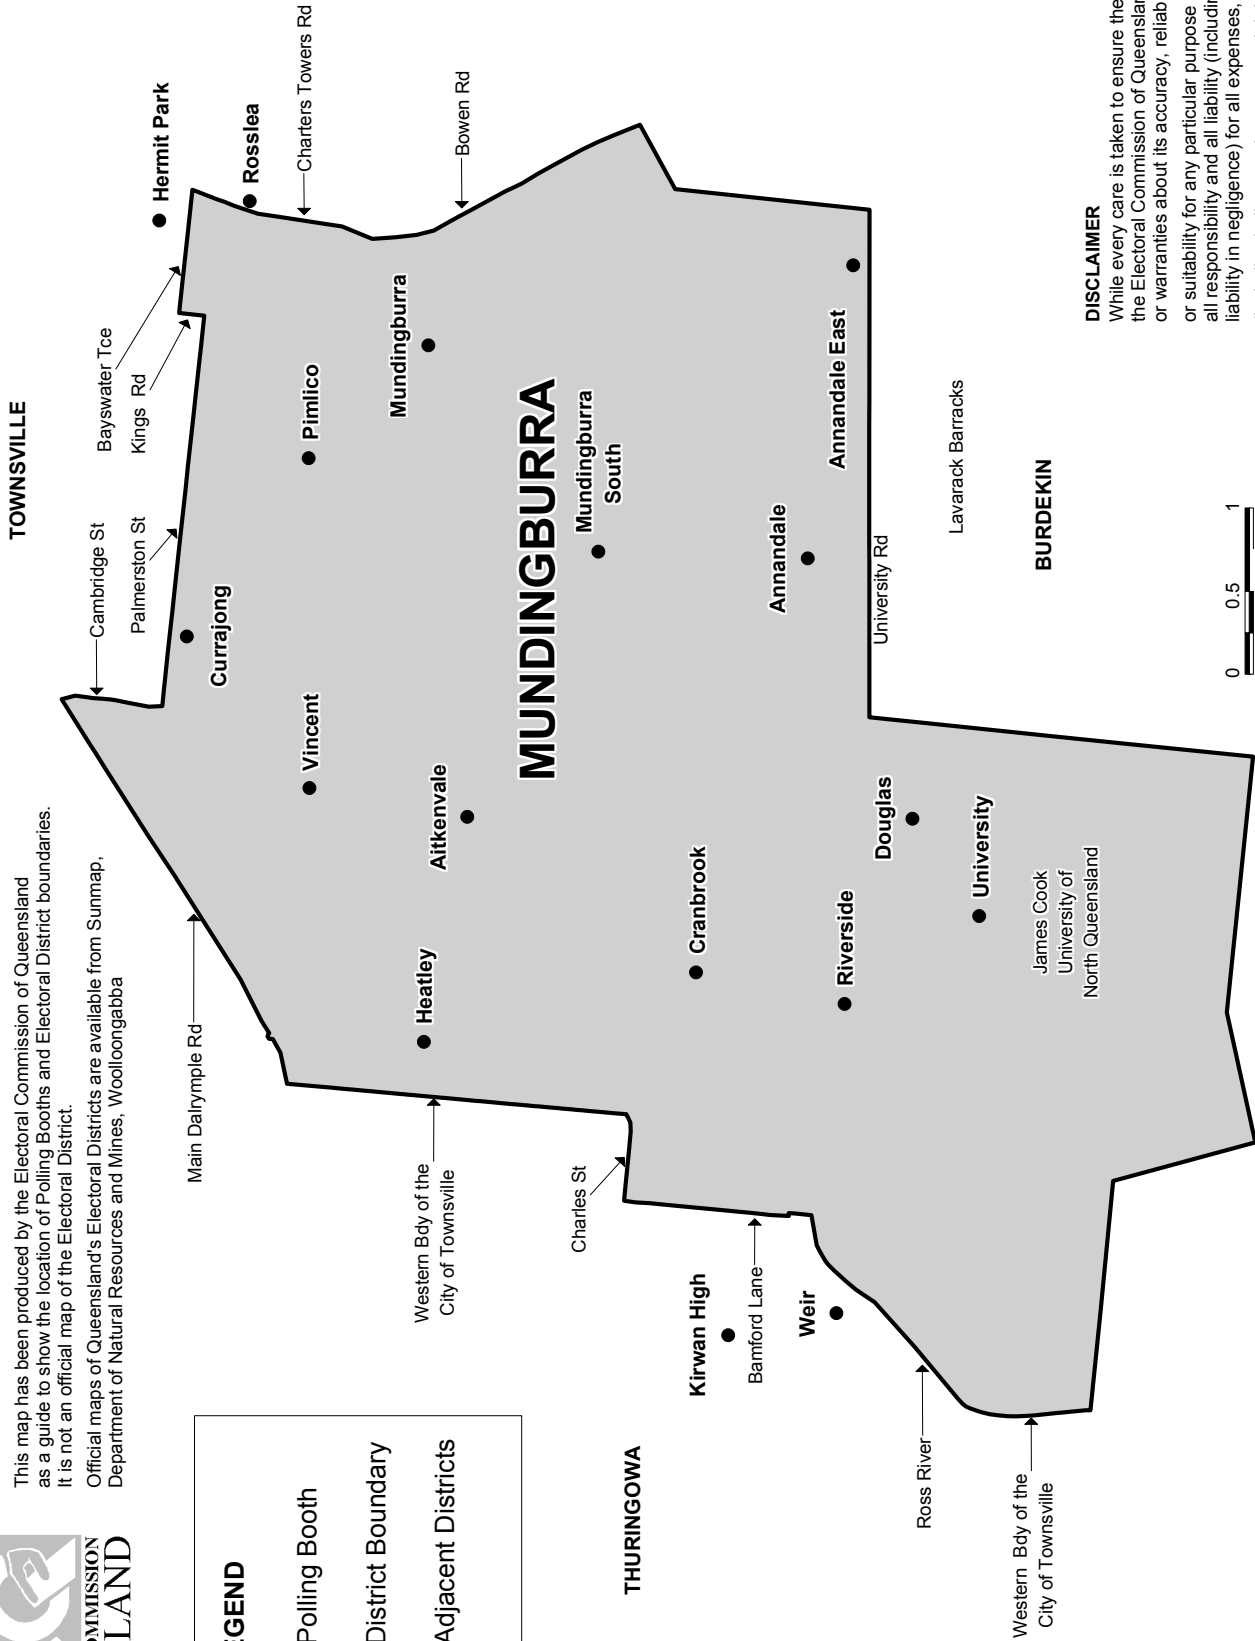 This map has been produced by the Electoral Commission of Queensland
as a guide to show the location of Polling Booths and Electoral District boundaries.
It is not an official map of the Electoral District.
Official maps of Queensland's Electoral Districts are available from Sunmap,
Department of Natural Resources and Mines, Woolloongabba
TOWNSVILLE
Cambridge St
Palmerston St
Bayswater Tce
Kings Rd
Hermit Park
Rosslea
Charters Towers Rd
Bowen Rd
Main Dalrymple Rd
Currajong
Vincent
Pimlico
Mundingburra
Aitkenvale
Heatley
MUNDINGBURRA
Mundingburra
South
Western Bdy of the
City of Townsville
Charles St
Cranbrook
Kirwan High
Bamford Lane
Weir
Riverside
Annandale
Annandale East
University Rd
Douglas
University
James Cook
University of
North Queensland
Lavarack Barracks
BURDEKIN
THURINGOWA
Ross River
Western Bdy of the
City of Townsville
OMMISSION
LAND
GEND
Polling Booth
District Boundary
Adjacent Districts
0 0.5 1
DISCLAIMER
While every care is taken to ensure the
the Electoral Commission of Queenslan
or warranties about its accuracy, reliab
or suitability for any particular purpose
all responsibility and all liability (includin
liability in negligence) for all expenses,